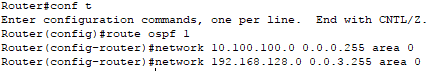 Router#conf t
Enter configuration commands, one per line.  End with CNTL/Z.
Router(config)#route ospf 1
Router(config-router)#network 10.100.100.0 0.0.0.255 area 0
Router(config-router)#network 192.168.128.0 0.0.3.255 area 0